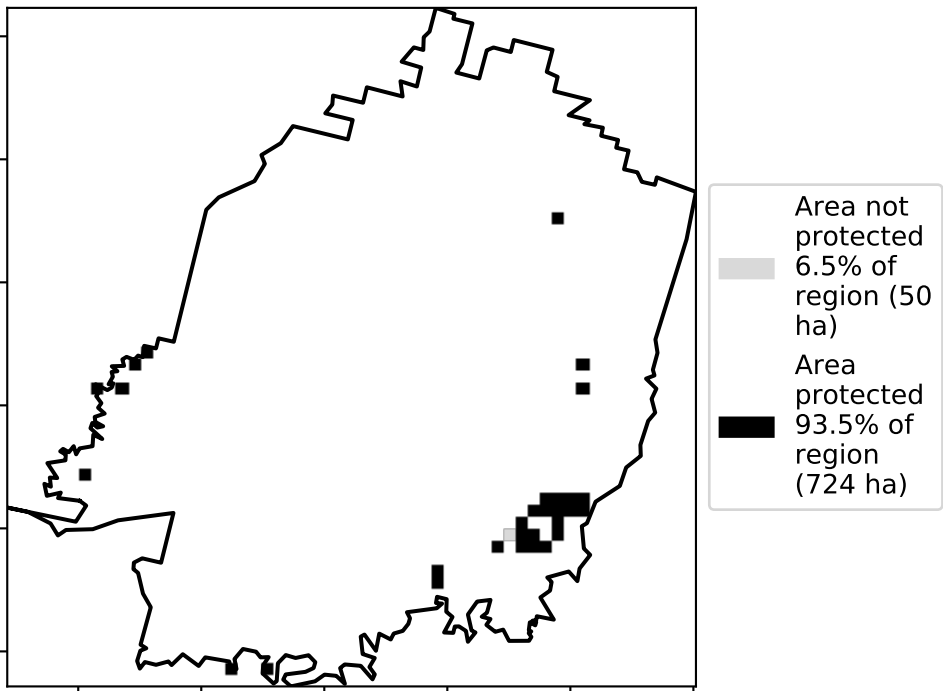 Area not
protected
6.5% of
region (50
ha)
Area
protected
93.5% of
region
(724 ha)